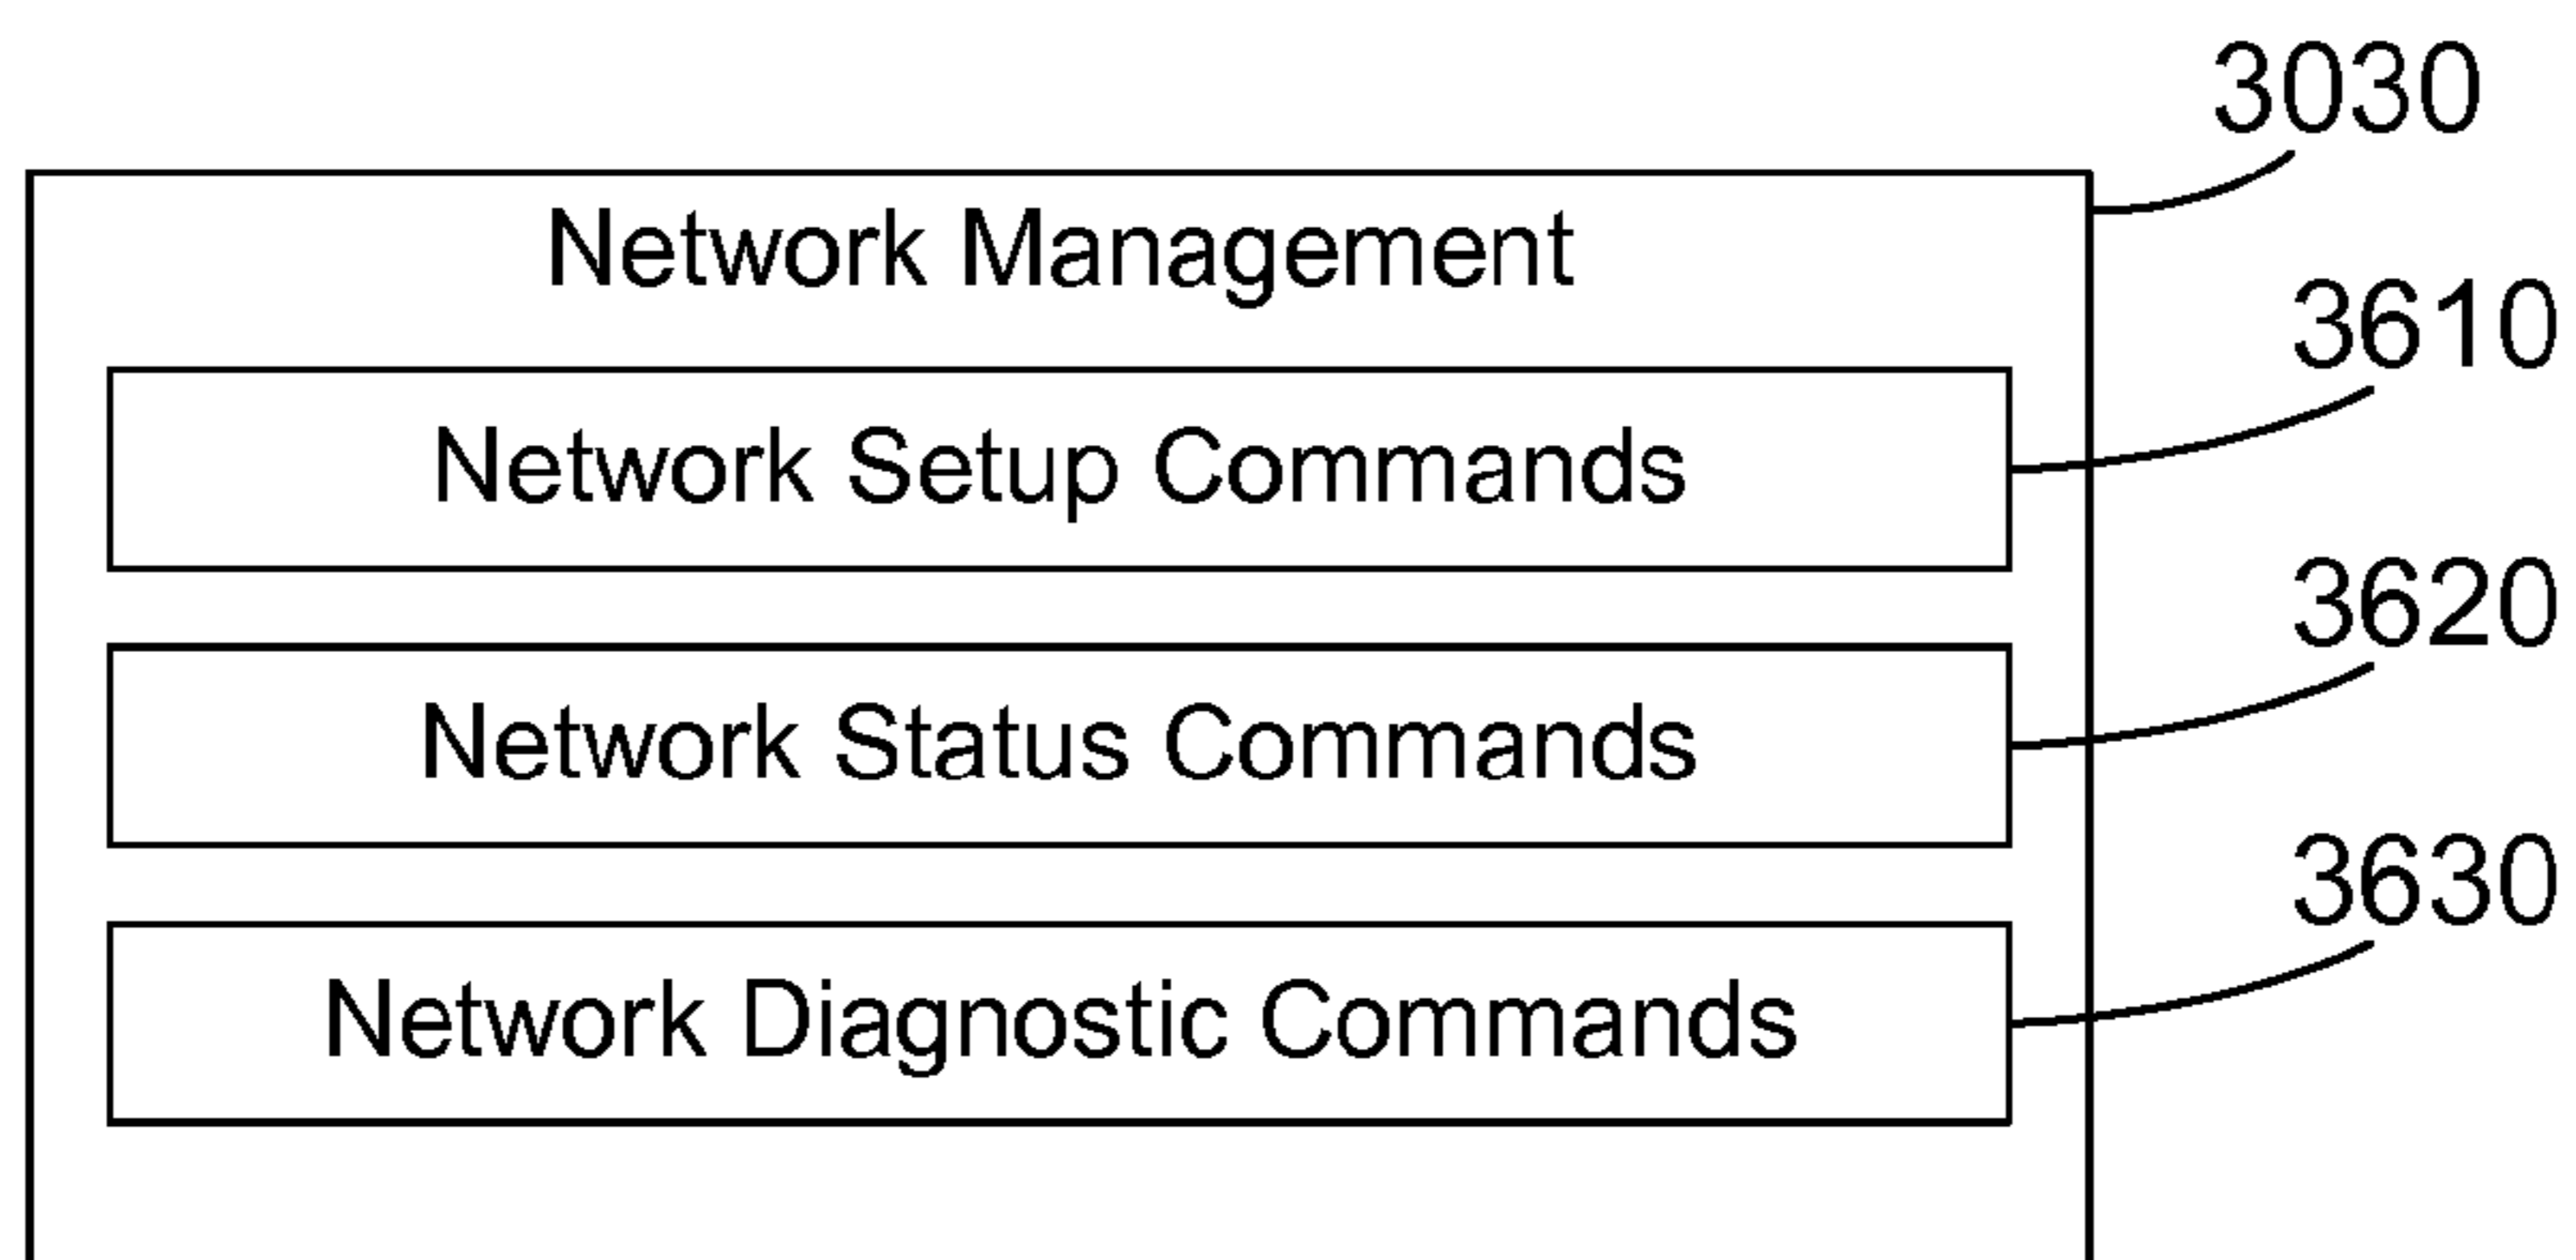 3030
Network Management
3610
Network Setup Commands
3620
Network Status Commands
3630
Network Diagnostic Commands